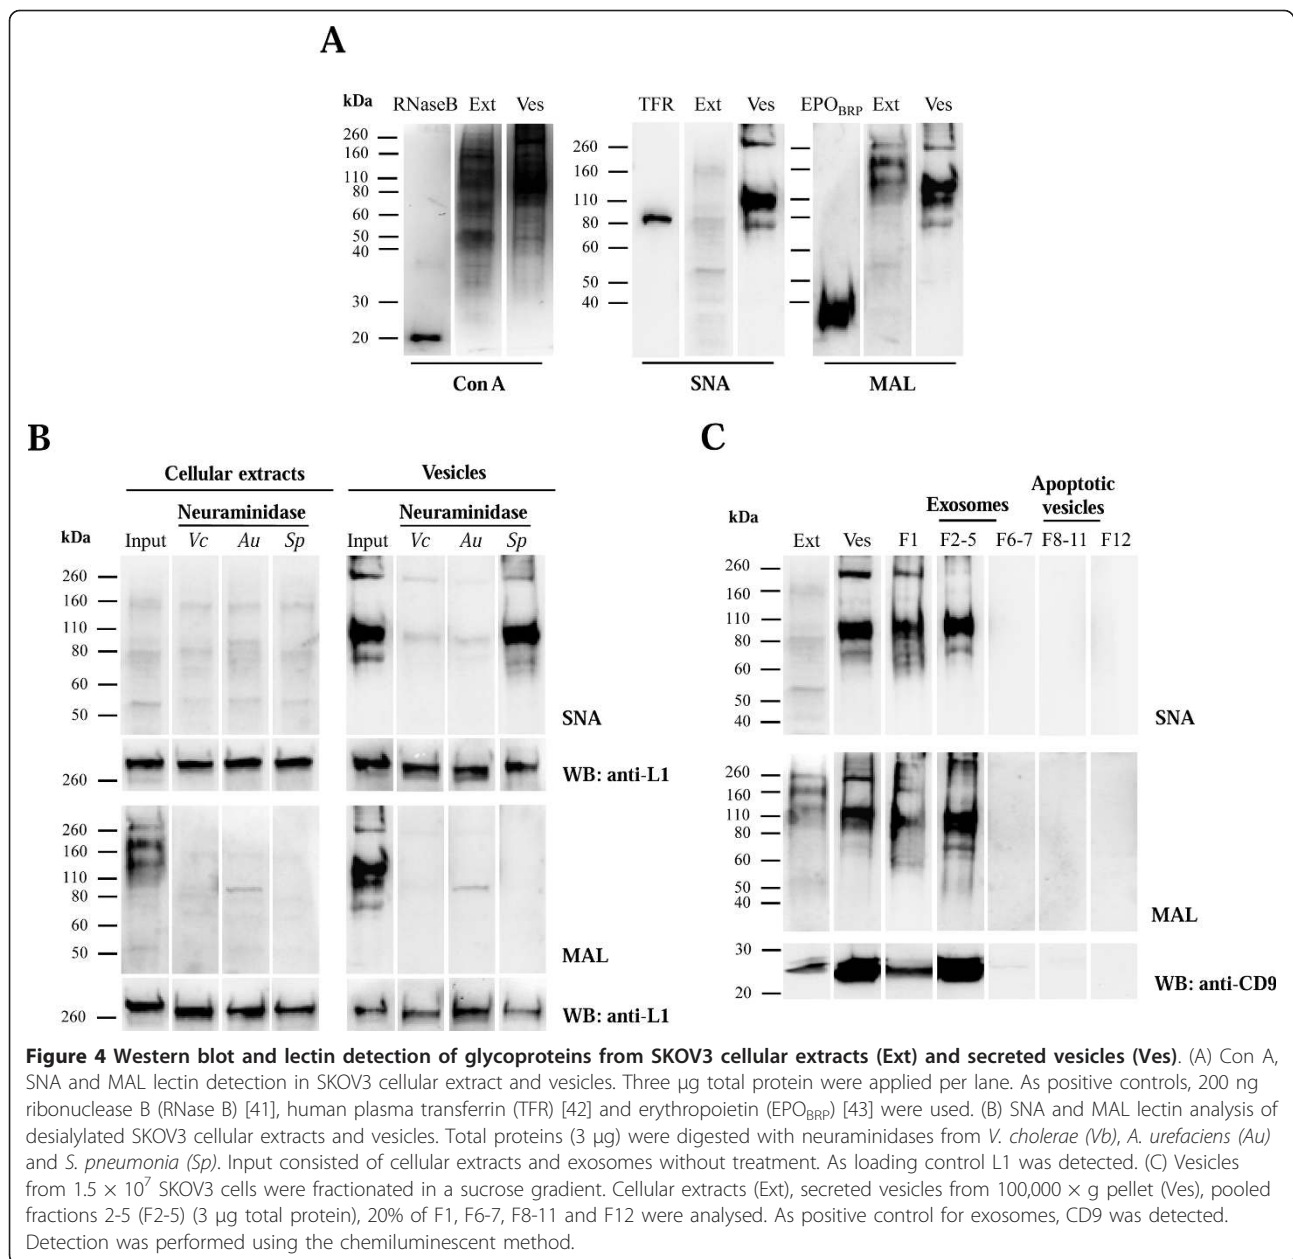 A
kDa RNaseB Ext Ves TFR Ext Ves EPO_BRP Ext Ves
260
160
110
80
60
50
40
30
20
260
160
110
80
60
50
40
Con A SNA MAL
B
Cellular extracts Vesicles
Neuraminidase Neuraminidase
kDa Input Vc Au Sp Input Vc Au Sp
260
160
110
80
60
50
SNA
260
WB: anti-L1
260
160
110
80
60
50
MAL
260
WB: anti-L1
C
Apoptotic
Exosomes vesicles
kDa Ext Ves F1 F2-5 F6-7 F8-11 F12
260
160
110
80
60
50
40
SNA
260
160
110
80
60
50
40
MAL
30
20
WB: anti-CD9
Figure 4 Western blot and lectin detection of glycoproteins from SKOV3 cellular extracts (Ext) and secreted vesicles (Ves). (A) Con A,
SNA and MAL lectin detection in SKOV3 cellular extract and vesicles. Three μg total protein were applied per lane. As positive controls, 200 ng
ribonuclease B (RNase B) [41], human plasma transferrin (TFR) [42] and erythropoietin (EPO_BRP) [43] were used. (B) SNA and MAL lectin analysis of
desialylated SKOV3 cellular extracts and vesicles. Total proteins (3 μg) were digested with neuraminidases from V. cholerae (Vb), A. urefaciens (Au)
and S. pneumonia (Sp). Input consisted of cellular extracts and exosomes without treatment. As loading control L1 was detected. (C) Vesicles
from 1.5 × 10^7 SKOV3 cells were fractionated in a sucrose gradient. Cellular extracts (Ext), secreted vesicles from 100,000 × g pellet (Ves), pooled
fractions 2-5 (F2-5) (3 μg total protein), 20% of F1, F6-7, F8-11 and F12 were analysed. As positive control for exosomes, CD9 was detected.
Detection was performed using the chemiluminescent method.